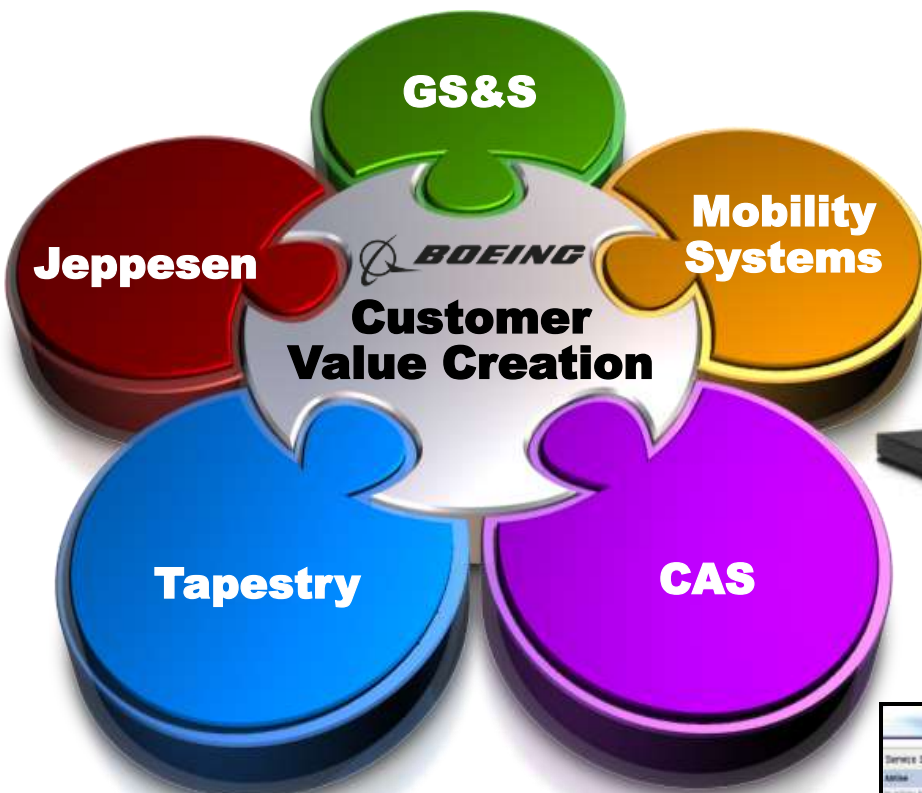 GS&S
Mobility
Systems
Jeppesen
BOEING
Customer
Value Creation
Tapestry
CAS